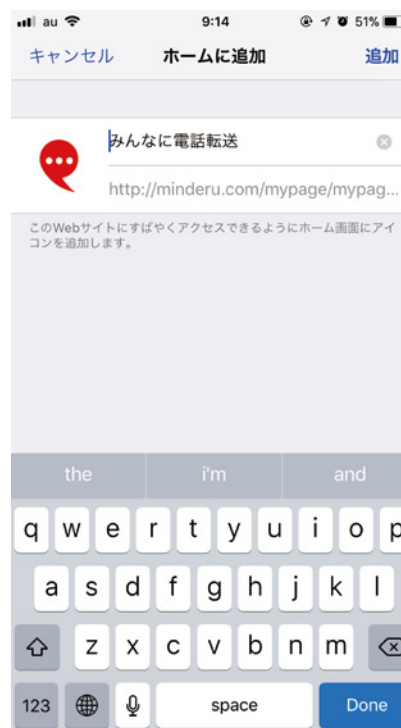 au 9:14 51%
キャンセル ホームに追加 追加
みんなに電話転送
http://minderu.com/mypage/mypag...
このWebサイトにすばやくアクセスできるようにホーム画面にアイ
コンを追加します。
the i'm and
q w e r t y u i o p
a s d f g h j k l
z x c v b n m
123 space Done